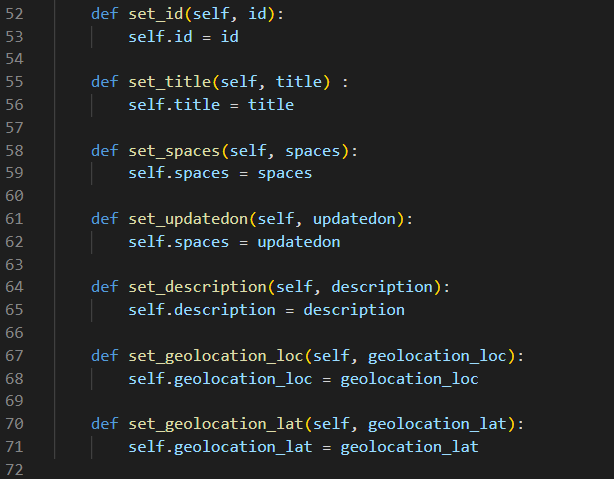 52 def set_id(self, id):
53 self.id = id
54
55 def set_title(self, title) :
56 self.title = title
57
58 def set_spaces(self, spaces):
59 self.spaces = spaces
60
61 def set_updatedon(self, updatedon):
62 self.spaces = updatedon
63
64 def set_description(self, description):
65 self.description = description
66
67 def set_geolocation_loc(self, geolocation_loc):
68 self.geolocation_loc = geolocation_loc
69
70 def set_geolocation_lat(self, geolocation_lat):
71 self.geolocation_lat = geolocation_lat
72